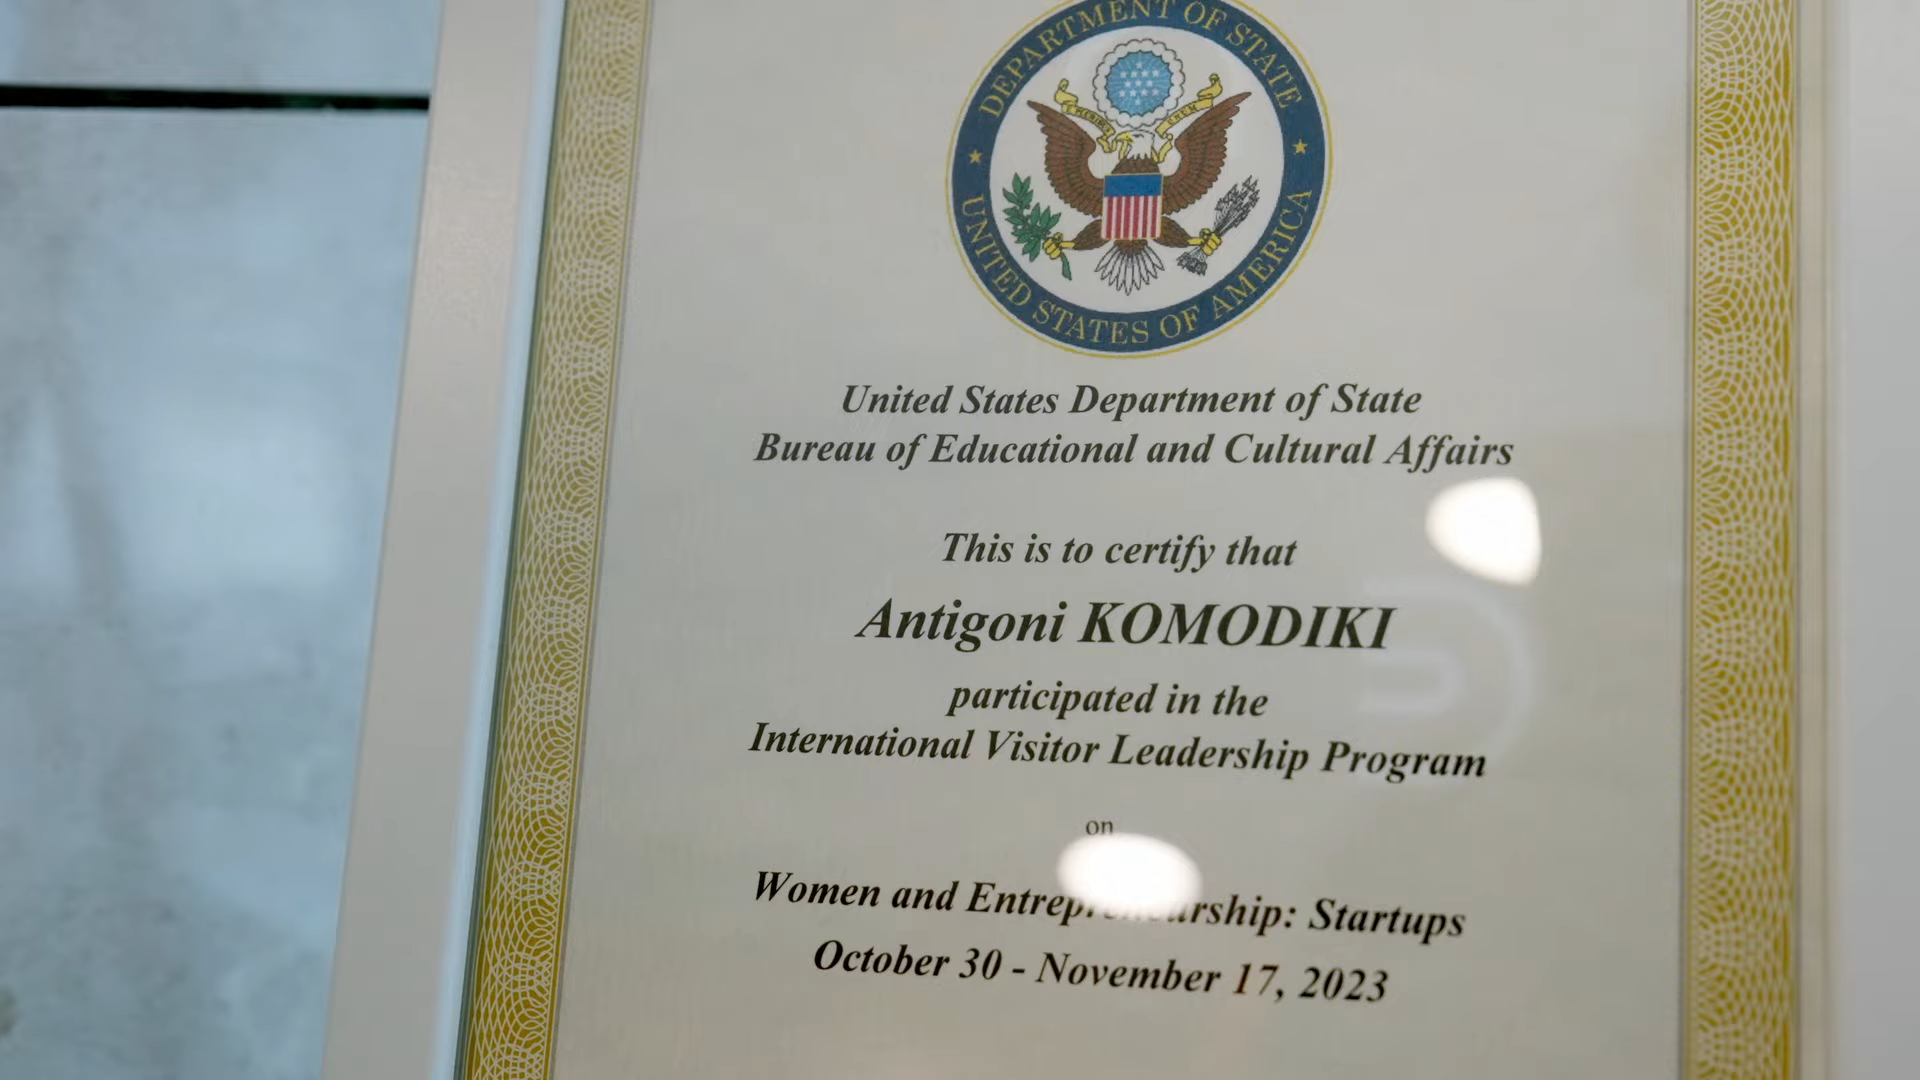 DEPARTMENT OF STATE
UNITED STATES OF AMERICA
United States Department of State
Bureau of Educational and Cultural Affairs
This is to certify that
Antigoni KOMODIKI
participated in the
International Visitor Leadership Program
on
Women and Entrepreneurship: Startups
October 30 - November 17, 2023